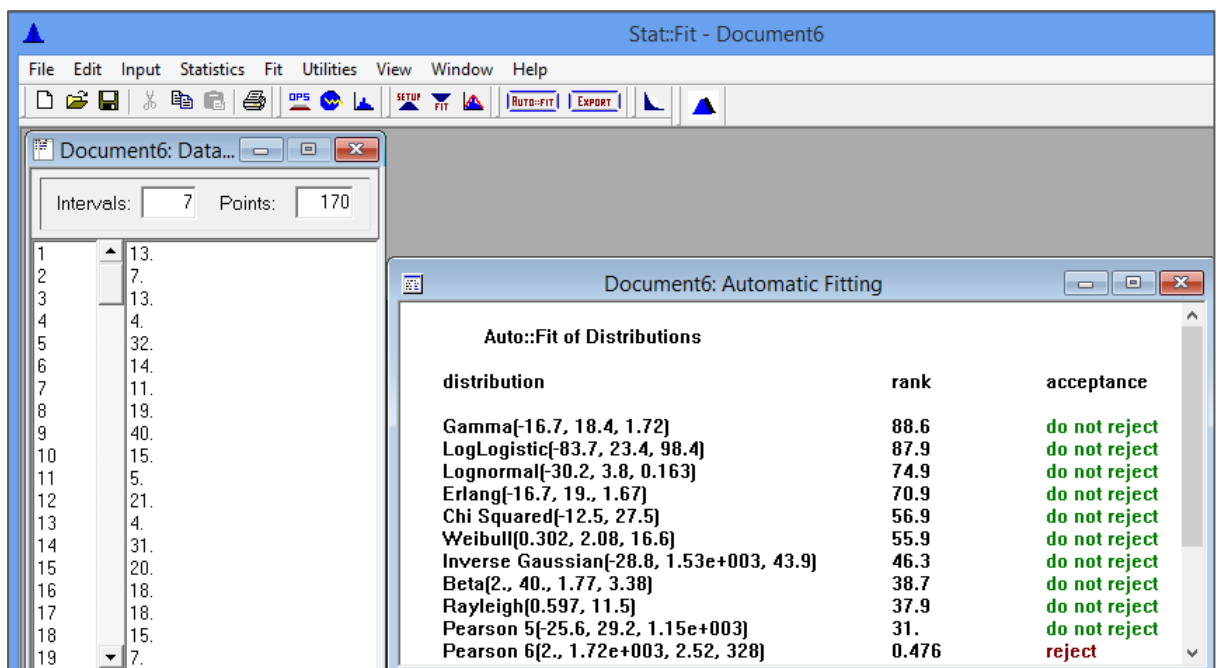 Stat::Fit - Document6
File Edit Input Statistics Fit Utilities View Window Help
OPS SETUP FIT AUTO::FIT EXPORT
Document6: Data...
Intervals: 7 Points: 170
1 13.
2 7.
3 13.
4 4.
5 32.
6 14.
7 11.
8 19.
9 40.
10 15.
11 5.
12 21.
13 4.
14 31.
15 20.
16 18.
17 18.
18 15.
19 7.
Document6: Automatic Fitting
Auto::Fit of Distributions
distribution rank acceptance
Gamma(-16.7, 18.4, 1.72) 88.6 do not reject
LogLogistic(-83.7, 23.4, 98.4) 87.9 do not reject
Lognormal(-30.2, 3.8, 0.163) 74.9 do not reject
Erlang(-16.7, 19., 1.67) 70.9 do not reject
Chi Squared(-12.5, 27.5) 56.9 do not reject
Weibull(0.302, 2.08, 16.6) 55.9 do not reject
Inverse Gaussian(-28.8, 1.53e+003, 43.9) 46.3 do not reject
Beta(2., 40., 1.77, 3.38) 38.7 do not reject
Rayleigh(0.597, 11.5) 37.9 do not reject
Pearson 5(-25.6, 29.2, 1.15e+003) 31. do not reject
Pearson 6(2., 1.72e+003, 2.52, 328) 0.476 reject